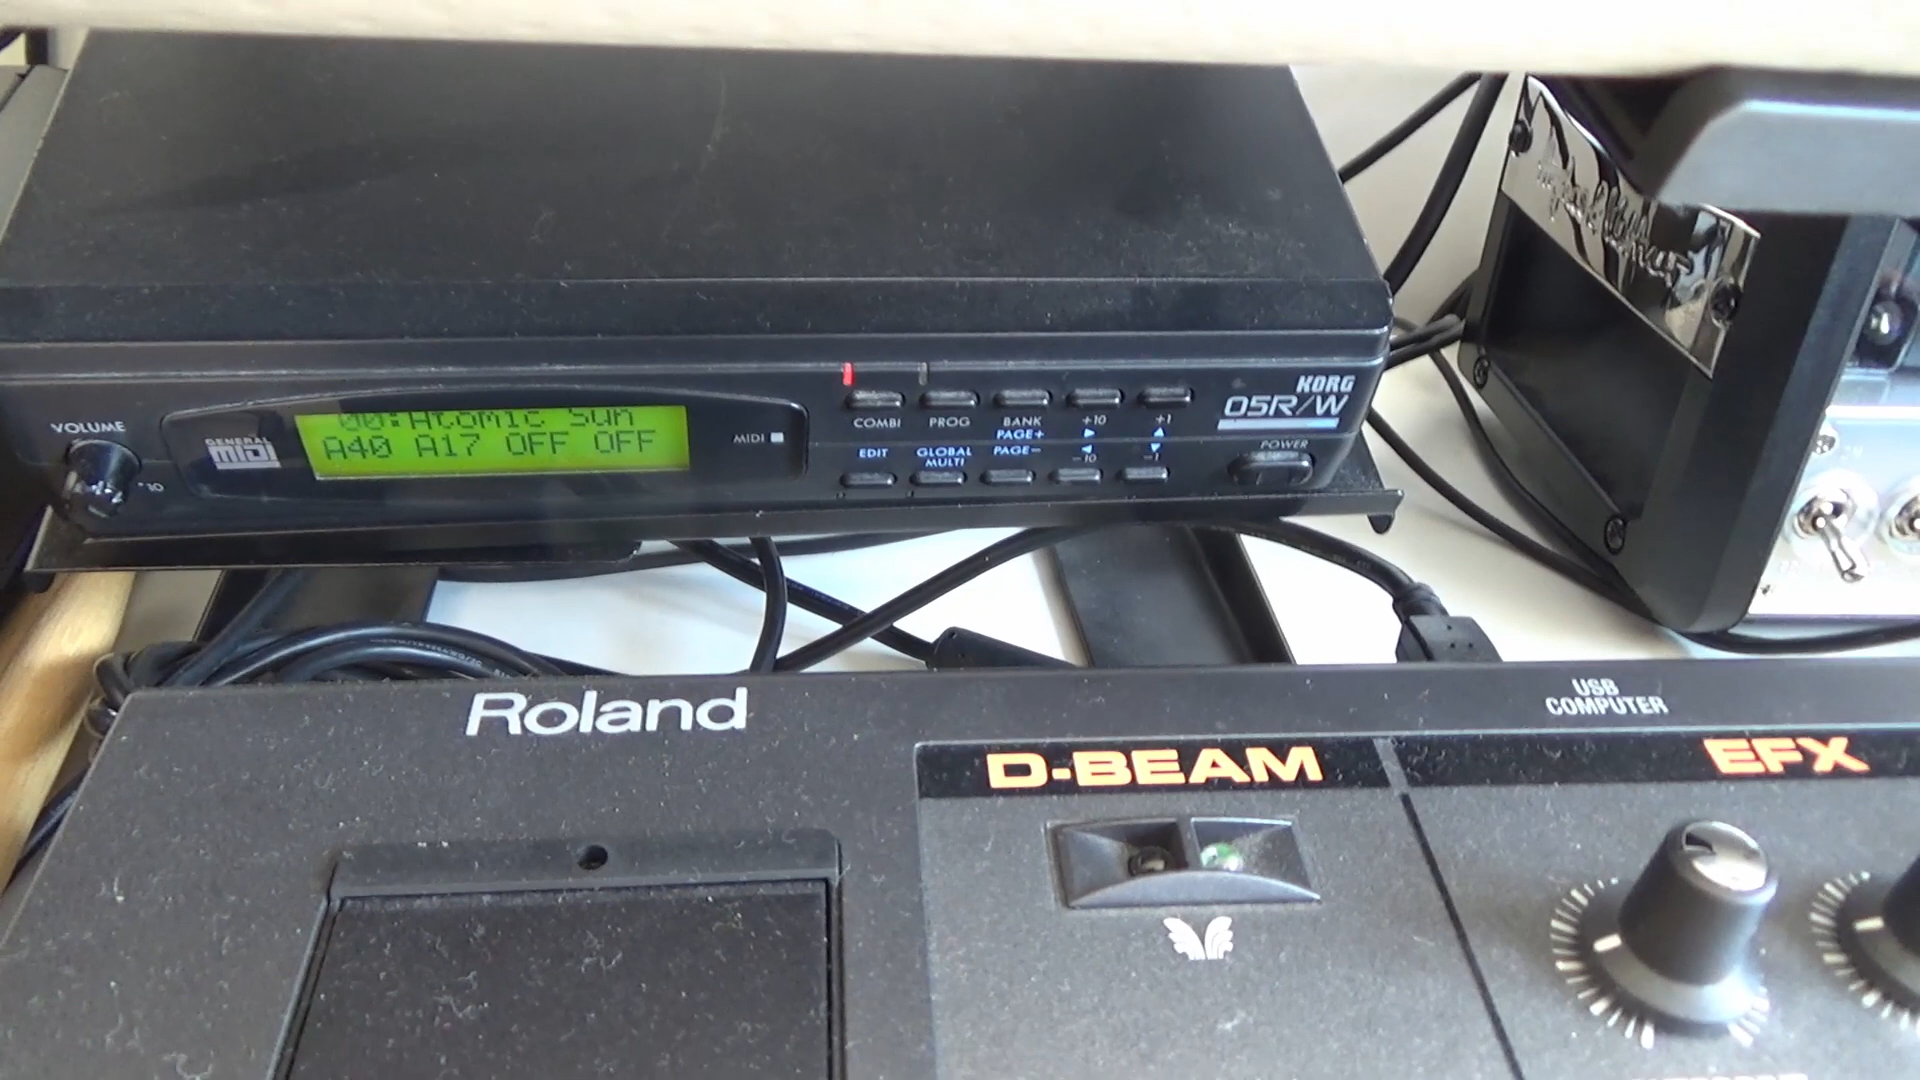 VOLUME
10
GENERAL
MIDI
00:Atomic Sun
A40 A17 OFF OFF
MIDI
COMBI PROG BANK +10 +1
PAGE+
EDIT GLOBAL PAGE- -10 -1
MULTI
KORG
05R/W
POWER
Roland
USB
COMPUTER
D-BEAM
EFX